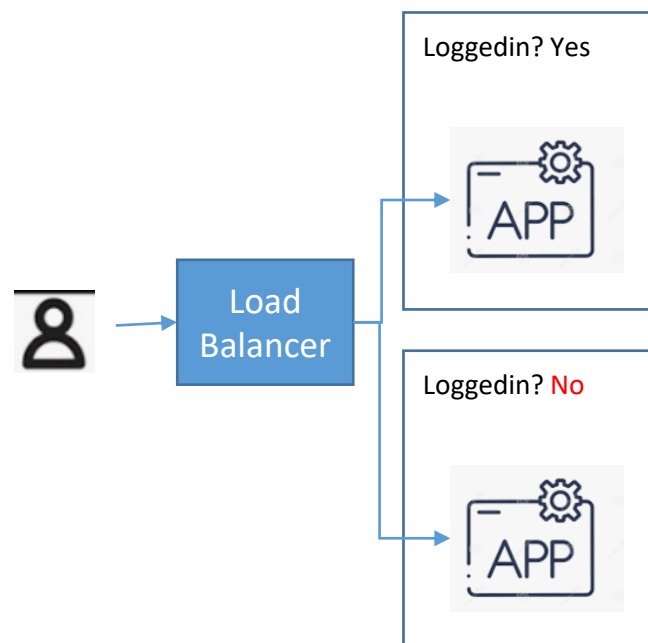 Loggedin? Yes
APP
Load
Balancer
Loggedin? No
APP